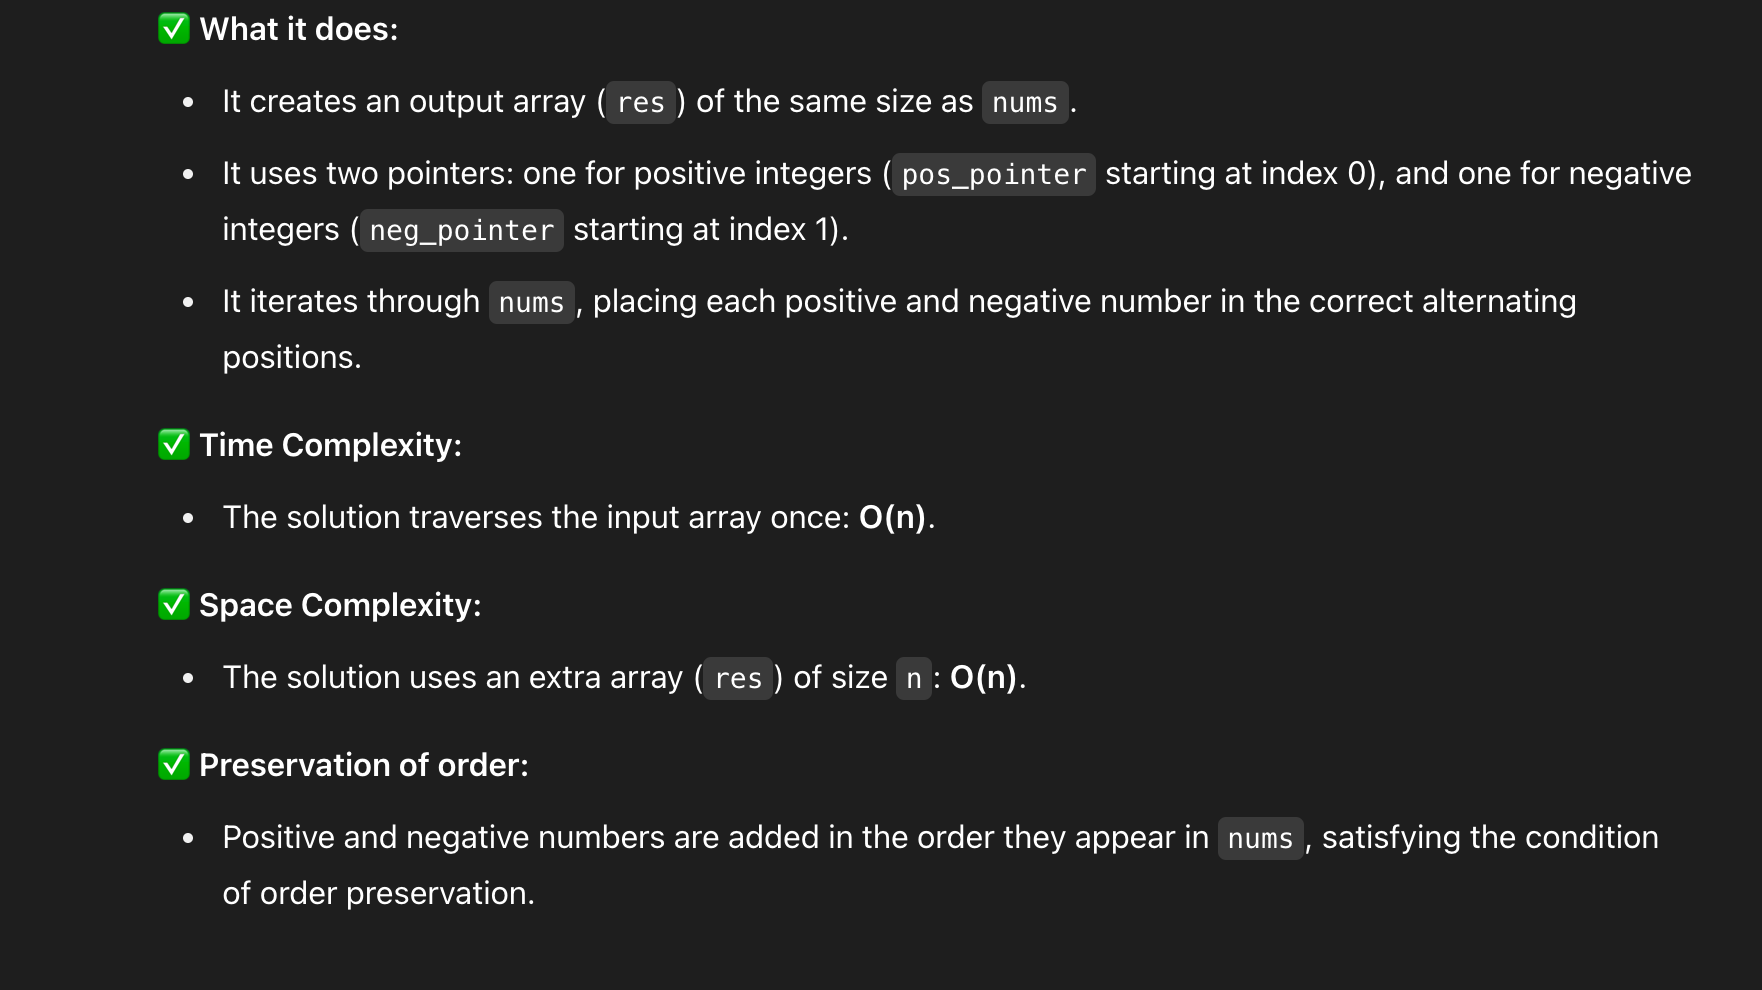 ✅ What it does:
• It creates an output array (res) of the same size as nums.
• It uses two pointers: one for positive integers (pos_pointer starting at index 0), and one for negative
integers (neg_pointer starting at index 1).
• It iterates through nums, placing each positive and negative number in the correct alternating
positions.
✅ Time Complexity:
• The solution traverses the input array once: O(n).
✅ Space Complexity:
• The solution uses an extra array (res) of size n: O(n).
✅ Preservation of order:
• Positive and negative numbers are added in the order they appear in nums, satisfying the condition
of order preservation.